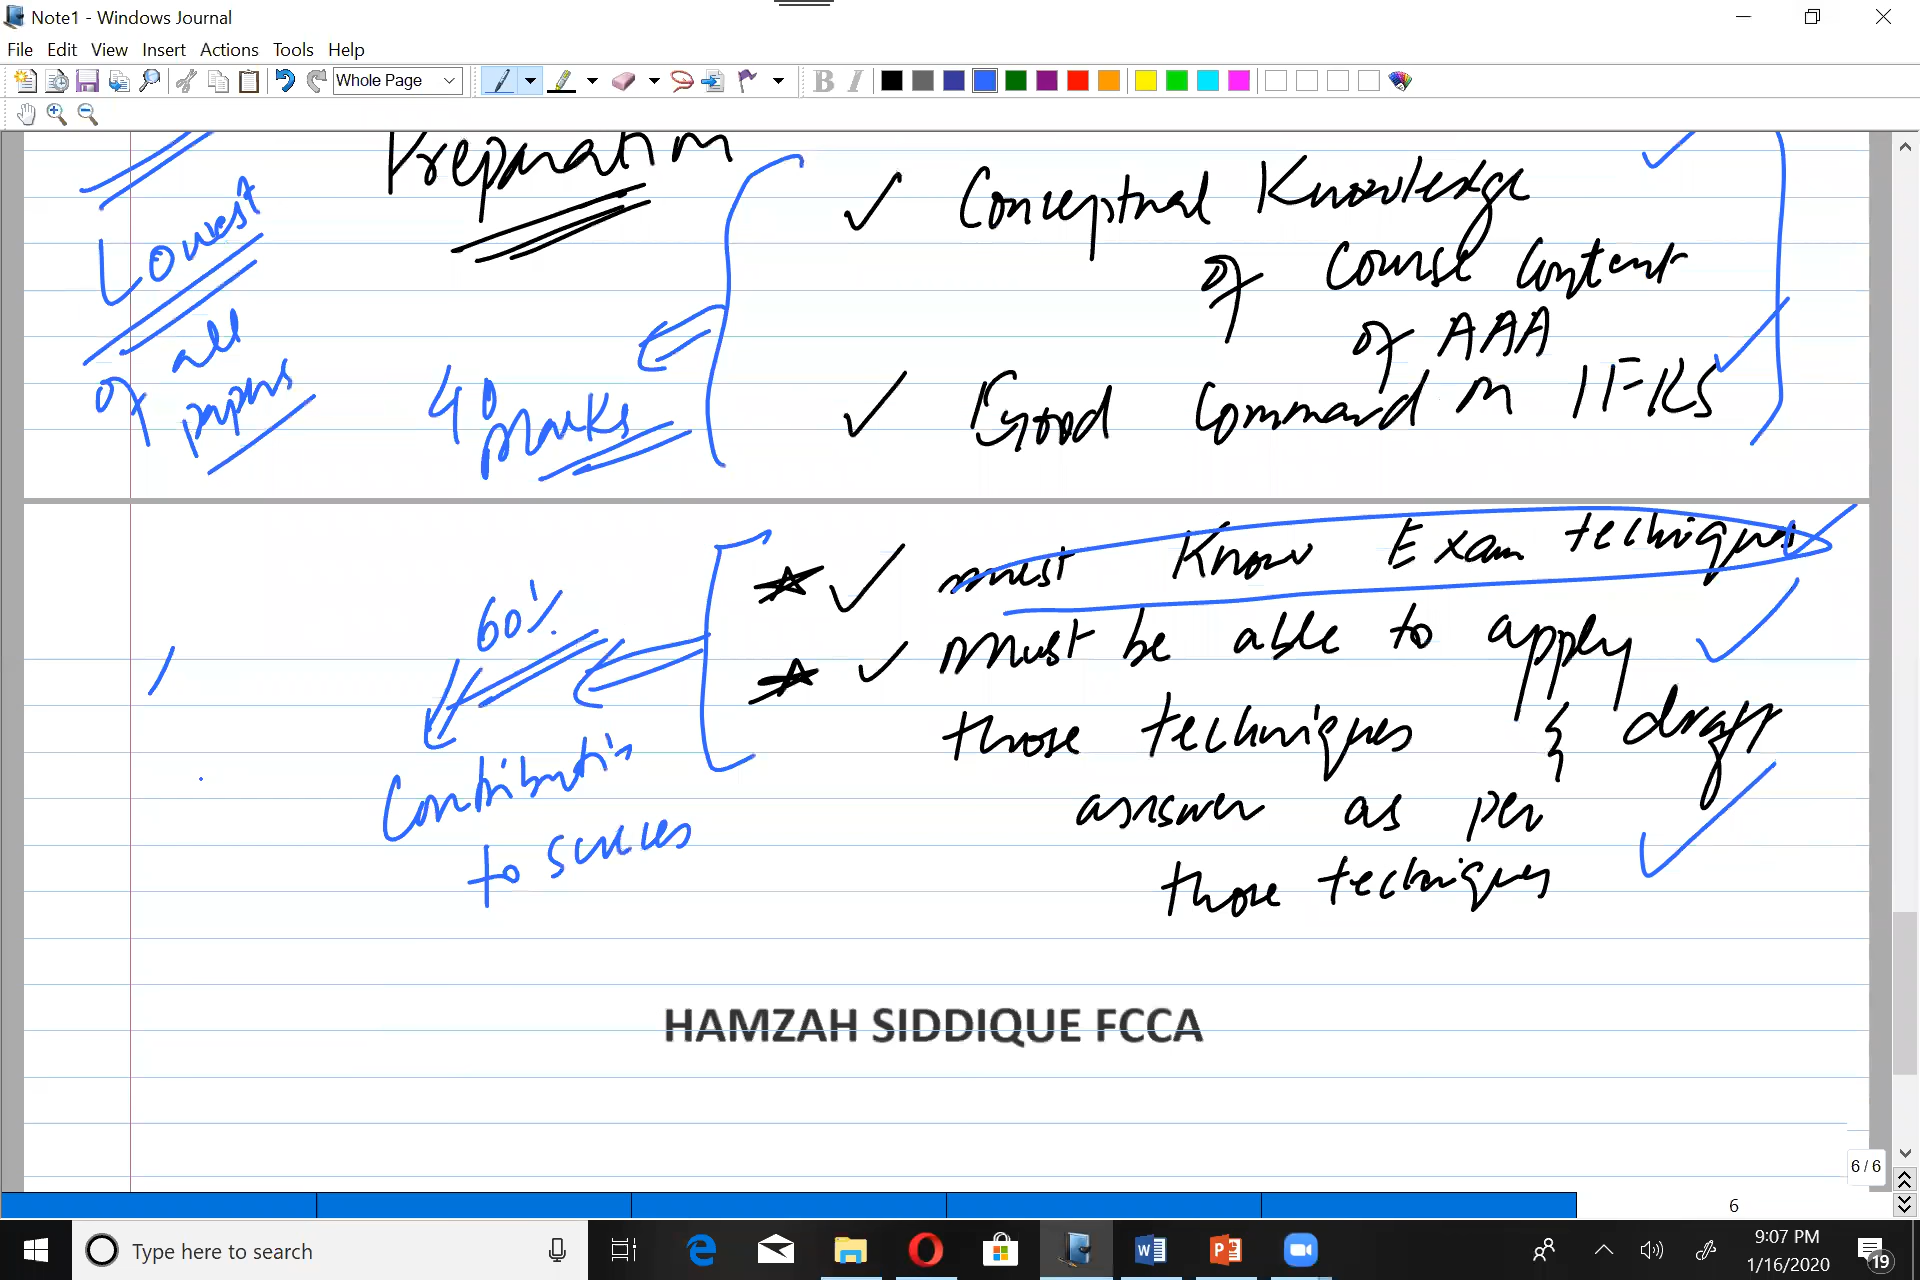 Note1 - Windows Journal
File Edit View Insert Actions Tools Help
Whole Page
B I
Preparation
Lowest
of all
papers
✓ Conceptual Knowledge
of Course Content
of AAA
✓ Good Command on IFRS
40
Marks
★ ✓ must Know Exam techniques
★ ✓ Must be able to apply
those techniques & draft
answer as per
those techniques
60%
Contribution
to success
HAMZAH SIDDIQUE FCCA
6 / 6
6
Type here to search
9:07 PM
1/16/2020
19